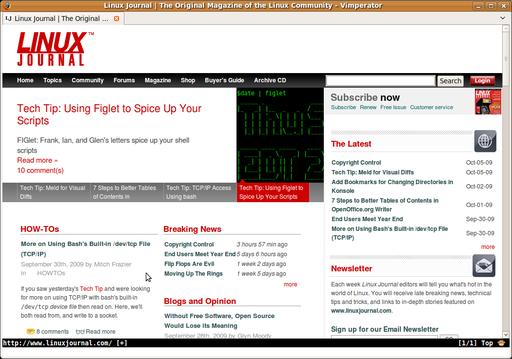 Linux Journal | The Original Magazine of the Linux Community - Vimperator
Linux Journal | The Original ...
LINUX
JOURNAL
Home Topics Community Forums Magazine Shop Buyer's Guide Archive CD
Search Login
Tech Tip: Using Figlet to Spice Up Your
Scripts
FIGlet: Frank, Ian, and Glen's letters spice up your shell
scripts
Read more »
10 comment(s)
$date | figlet
Tech Tip: Meld for Visual
Diffs
7 Steps to Better Tables
of Contents in
Tech Tip: TCP/IP Access
Using bash
Tech Tip: Using Figlet to
Spice Up Your Scripts
Subscribe now
Subscribe Renew Free Issue Customer service
The Latest
Copyright Control Oct-05-09
Tech Tip: Meld for Visual Diffs Oct-05-09
Add Bookmarks for Changing Directories in
Konsole
Oct-02-09
7 Steps to Better Tables of Contents in
OpenOffice.org Writer
Oct-01-09
End Users Meet Year End Sep-30-09
More on Using Bash's Built-in /dev/tcp File
(TCP/IP)
Sep-30-09
more
HOW-TOs
More on Using Bash's Built-in /dev/tcp File
(TCP/IP)
September 30th, 2009 by Mitch Frazier
in HOWTOs
If you saw yesterday's Tech Tip and were looking
for more on using TCP/IP with bash's built-in
/dev/tcp device file then read on. Here, we'll
both read from, and write to a socket.
8 comments Read more
Breaking News
Copyright Control 3 hours 57 min ago
End Users Meet Year End 5 days 6 hours ago
Flip Flops Are Evil 1 week 2 days ago
Moving Up The Rings 1 week 5 days ago
more
Blogs and Opinion
Without Free Software, Open Source
Would Lose its Meaning
September 28th, 2009 by Glyn Moody
Newsletter
Each week Linux Journal editors will tell you what's hot in the
world of Linux. You will receive late breaking news, technical
tips and tricks, and links to in-depth stories featured on
www.linuxjournal.com.
Sign up for our Email Newsletter
http://www.linuxjournal.com/ [+] [1/1] Top